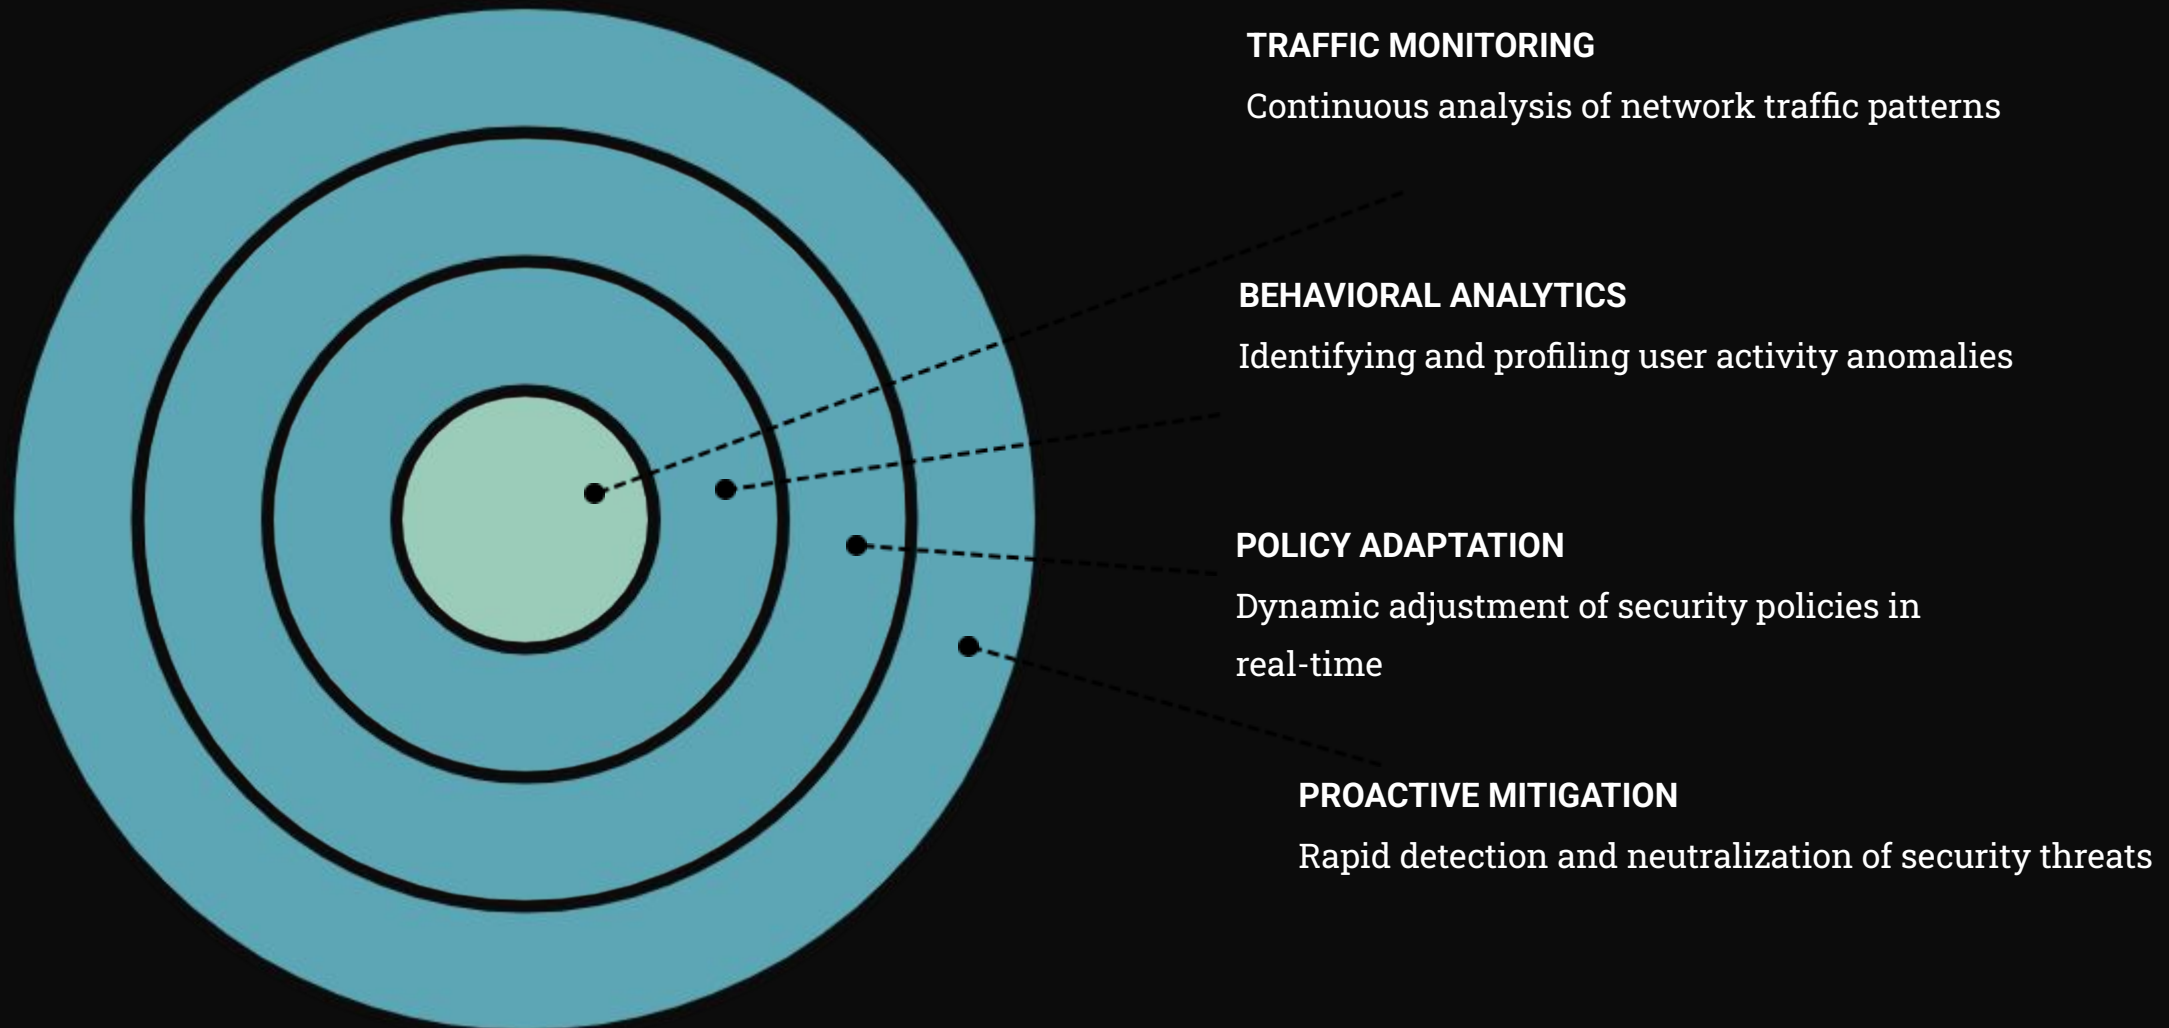 TRAFFIC MONITORING
Continuous analysis of network traffic patterns
BEHAVIORAL ANALYTICS
Identifying and profiling user activity anomalies
POLICY ADAPTATION
Dynamic adjustment of security policies in
real-time
PROACTIVE MITIGATION
Rapid detection and neutralization of security threats